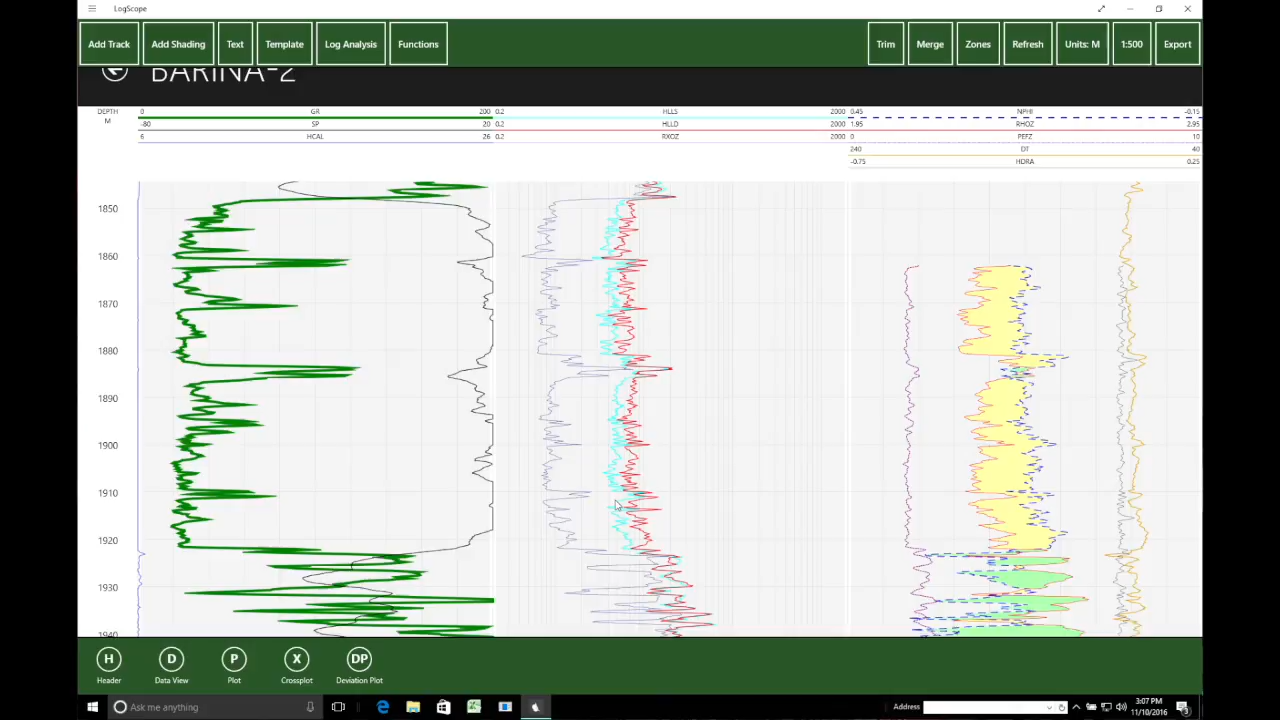 LogScope
Add Track Add Shading Text Template Log Analysis Functions Trim Merge Zones Refresh Units: M 1:500 Export
BARINA-2
DEPTH 0 GR 200 0.2 HLLS 2000 0.45 NPHI -0.15
M -80 SP 20 0.2 HLLD 2000 1.95 RHOZ 2.95
6 HCAL 26 0.2 RXOZ 2000 0 PEFZ 10
240 DT 40
-0.75 HDRA 0.25
1850
1860
1870
1880
1890
1900
1910
1920
1930
1940
H D P X DP
Header Data View Plot Crossplot Deviation Plot
Ask me anything Address 3:07 PM
11/10/2016 3